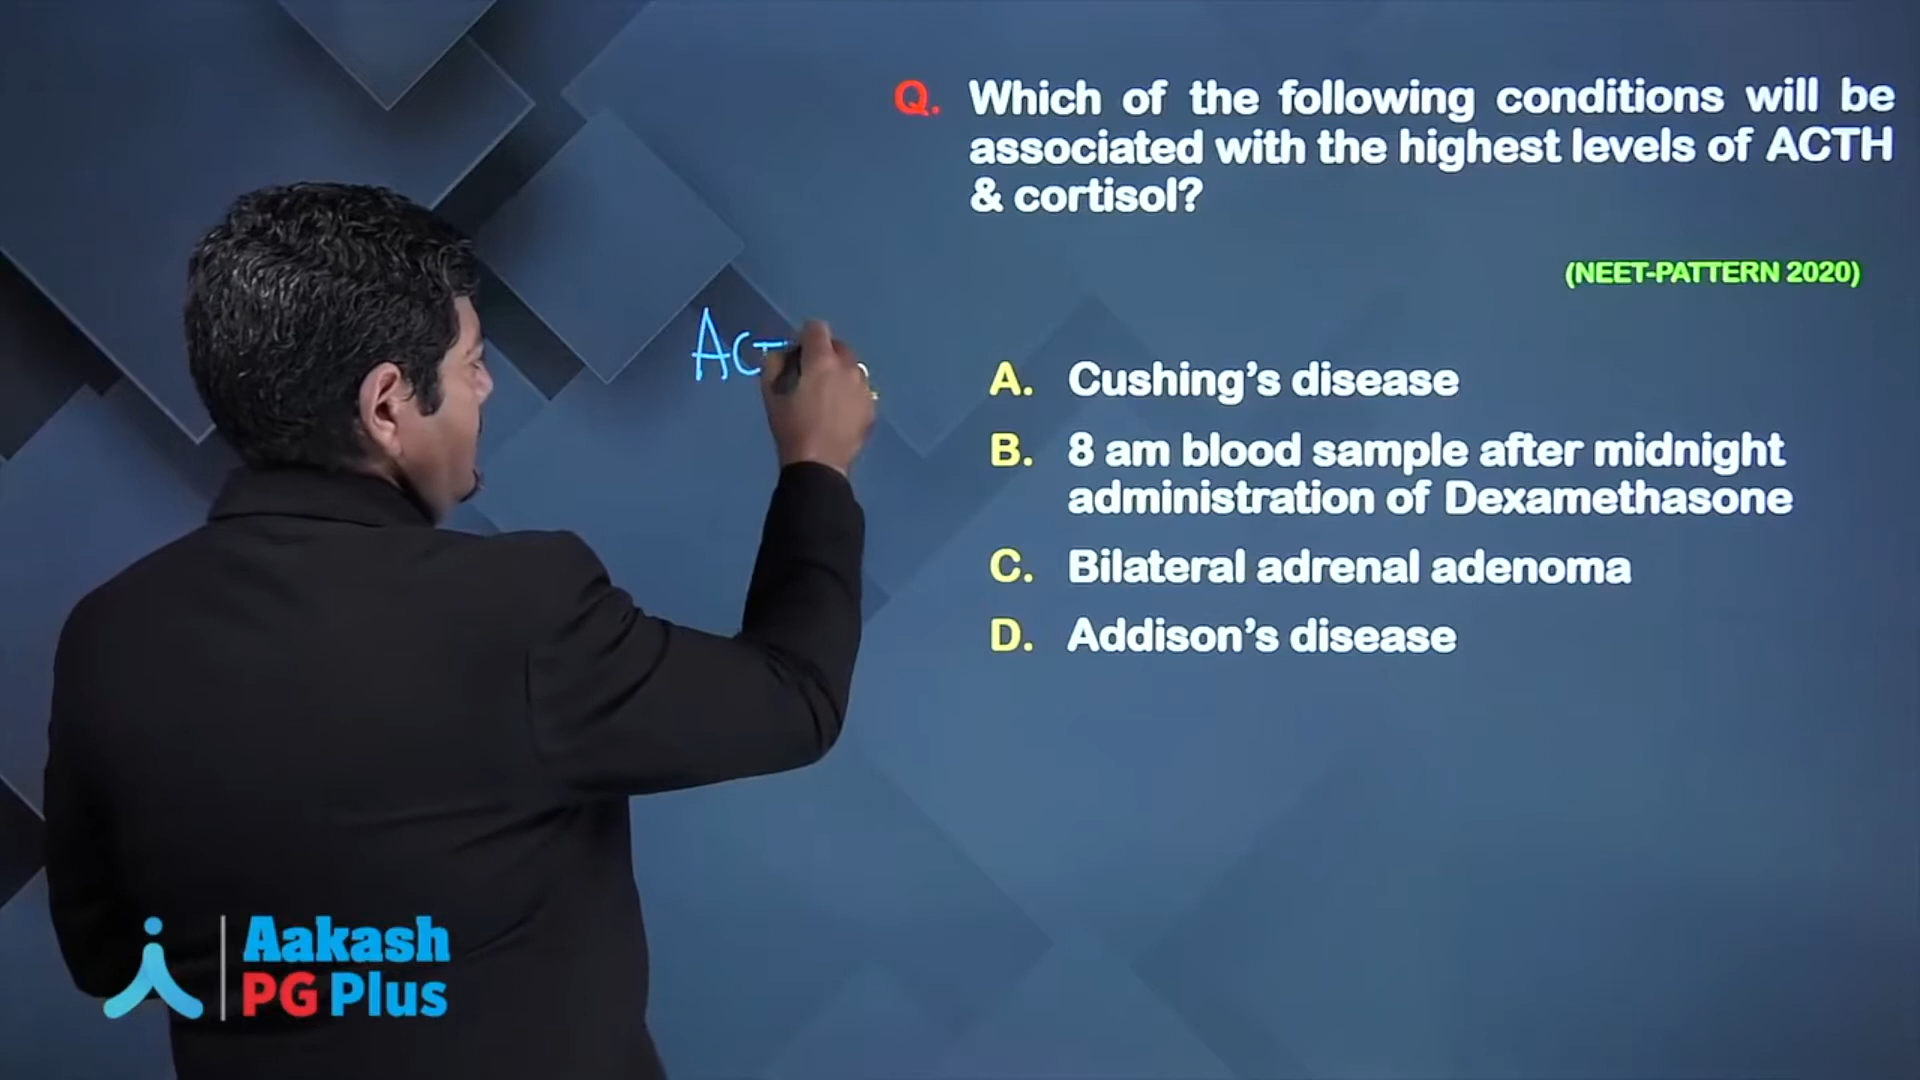 Q. Which of the following conditions will be
associated with the highest levels of ACTH
& cortisol?
(NEET-PATTERN 2020)
A. Cushing's disease
B. 8 am blood sample after midnight
administration of Dexamethasone
C. Bilateral adrenal adenoma
D. Addison's disease
Aakash
PG Plus